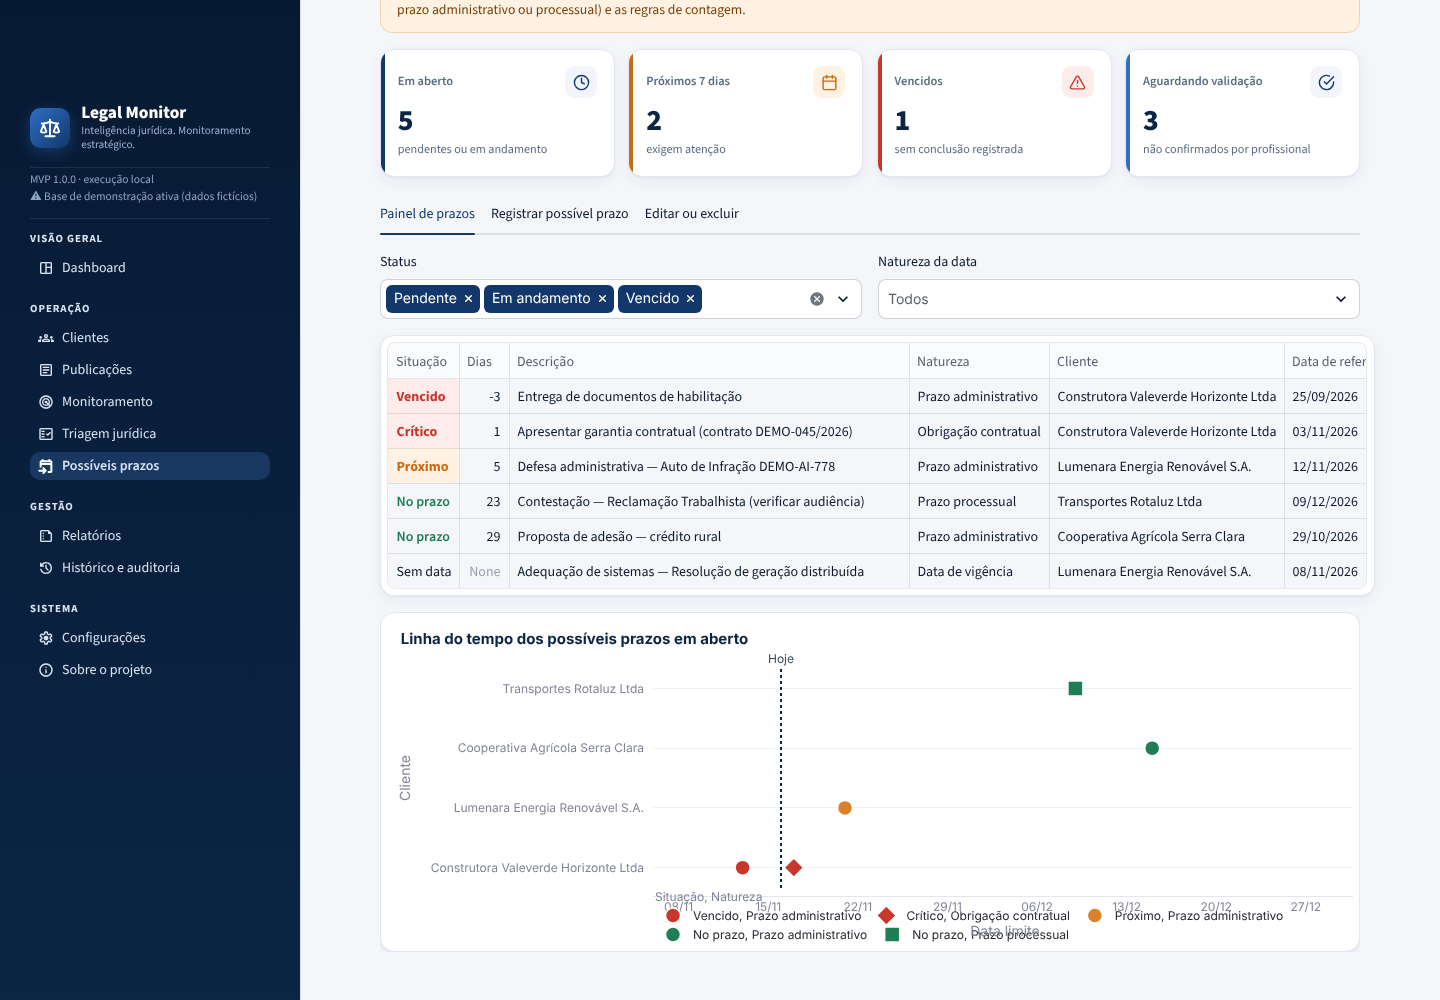 Legal Monitor
Inteligência jurídica. Monitoramento
estratégico.
MVP 1.0.0 · execução local
⚠ Base de demonstração ativa (dados fictícios)
VISÃO GERAL
Dashboard
OPERAÇÃO
Clientes
Publicações
Monitoramento
Triagem jurídica
Possíveis prazos
GESTÃO
Relatórios
Histórico e auditoria
SISTEMA
Configurações
Sobre o projeto
prazo administrativo ou processual) e as regras de contagem.
Em aberto
5
pendentes ou em andamento
Próximos 7 dias
2
exigem atenção
Vencidos
1
sem conclusão registrada
Aguardando validação
3
não confirmados por profissional
Painel de prazos Registrar possível prazo Editar ou excluir
Status
Pendente × Em andamento × Vencido ×
Natureza da data
Todos
Situação Dias Descrição Natureza Cliente Data de refer
Vencido -3 Entrega de documentos de habilitação Prazo administrativo Construtora Valeverde Horizonte Ltda 25/09/2026
Crítico 1 Apresentar garantia contratual (contrato DEMO-045/2026) Obrigação contratual Construtora Valeverde Horizonte Ltda 03/11/2026
Próximo 5 Defesa administrativa — Auto de Infração DEMO-AI-778 Prazo administrativo Lumenara Energia Renovável S.A. 12/11/2026
No prazo 23 Contestação — Reclamação Trabalhista (verificar audiência) Prazo processual Transportes Rotaluz Ltda 09/12/2026
No prazo 29 Proposta de adesão — crédito rural Prazo administrativo Cooperativa Agrícola Serra Clara 29/10/2026
Sem data None Adequação de sistemas — Resolução de geração distribuída Data de vigência Lumenara Energia Renovável S.A. 08/11/2026
Linha do tempo dos possíveis prazos em aberto
Hoje
Transportes Rotaluz Ltda
Cooperativa Agrícola Serra Clara
Cliente
Lumenara Energia Renovável S.A.
Construtora Valeverde Horizonte Ltda
Situação, Natureza
08/11 15/11 22/11 29/11 06/12 13/12 20/12 27/12
Vencido, Prazo administrativo Crítico, Obrigação contratual Próximo, Prazo administrativo
Data limite
No prazo, Prazo administrativo No prazo, Prazo processual